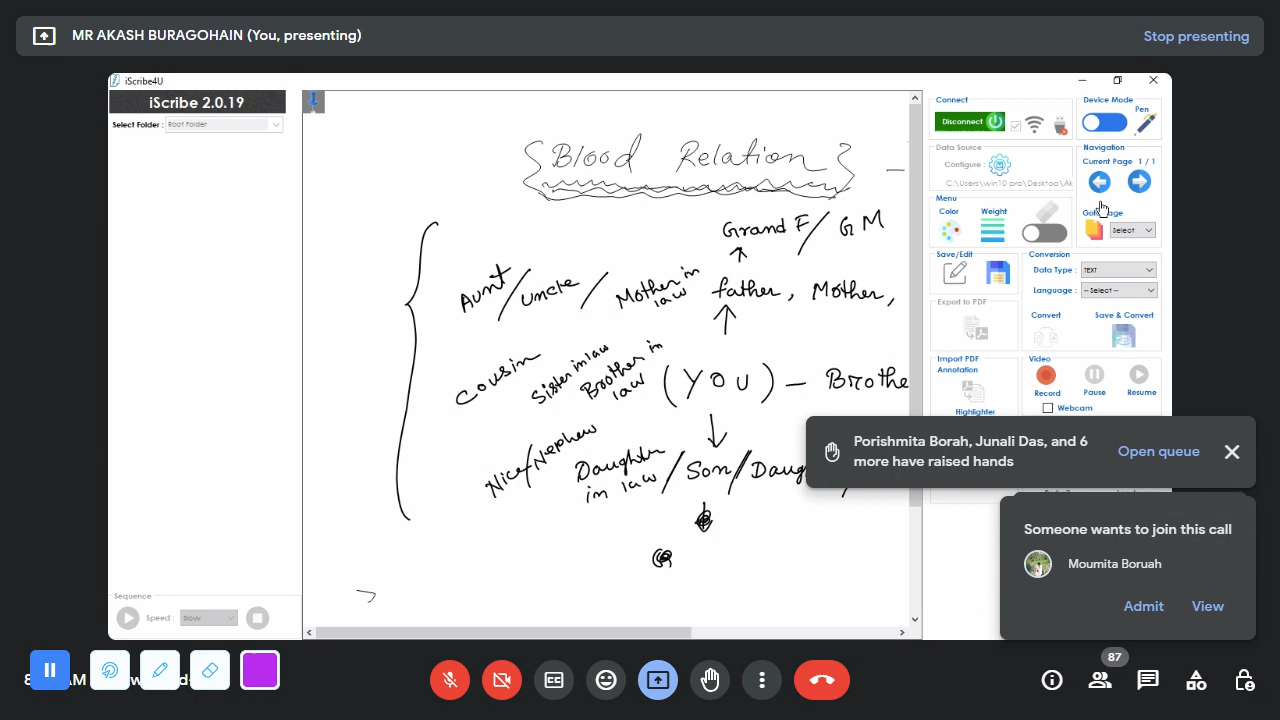 MR AKASH BURAGOHAIN (You, presenting)
Stop presenting
iScribe4U
iScribe 2.0.19
Select Folder : Root Folder
{Blood Relation} -
Grand F / G M
Aunt / Uncle / Mother in law father, Mother,
Cousin Sister in law Brother in law (YOU) - Brothe
Nice/Nephew Daughter in law / Son / Daug
Sequence
Speed : Slow
Connect
Disconnect
Device Mode
Pen
Data Source
Configure :
C:\Users\win10 pro\Desktop\Ak
Navigation
Current Page 1 / 1
Menu
Color
Weight
Select
Save/Edit
Conversion
Data Type : TEXT
Language : -- Select --
Export to PDF
Convert
Save & Convert
Import PDF
Annotation
Highlighter
Video
Record
Pause
Resume
Webcam
Porishmita Borah, Junali Das, and 6
more have raised hands
Open queue
Someone wants to join this call
Moumita Boruah
Admit
View
87